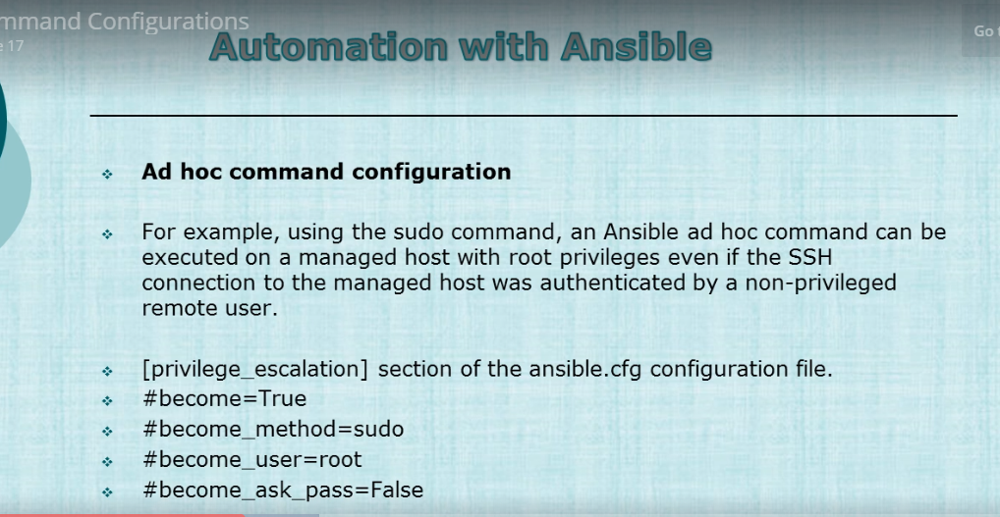 mmand Configurations
17
Go
Automation with Ansible
Ad hoc command configuration
For example, using the sudo command, an Ansible ad hoc command can be
executed on a managed host with root privileges even if the SSH
connection to the managed host was authenticated by a non-privileged
remote user.
[privilege_escalation] section of the ansible.cfg configuration file.
#become=True
#become_method=sudo
#become_user=root
#become_ask_pass=False